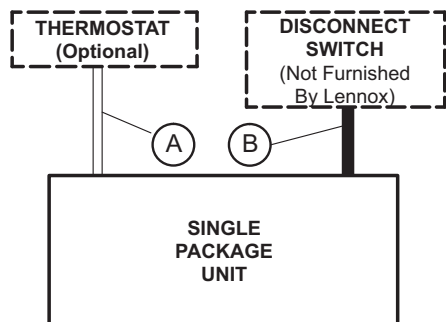 THERMOSTAT
(Optional)
DISCONNECT
SWITCH
(Not Furnished
By Lennox)
A
B
SINGLE
PACKAGE
UNIT